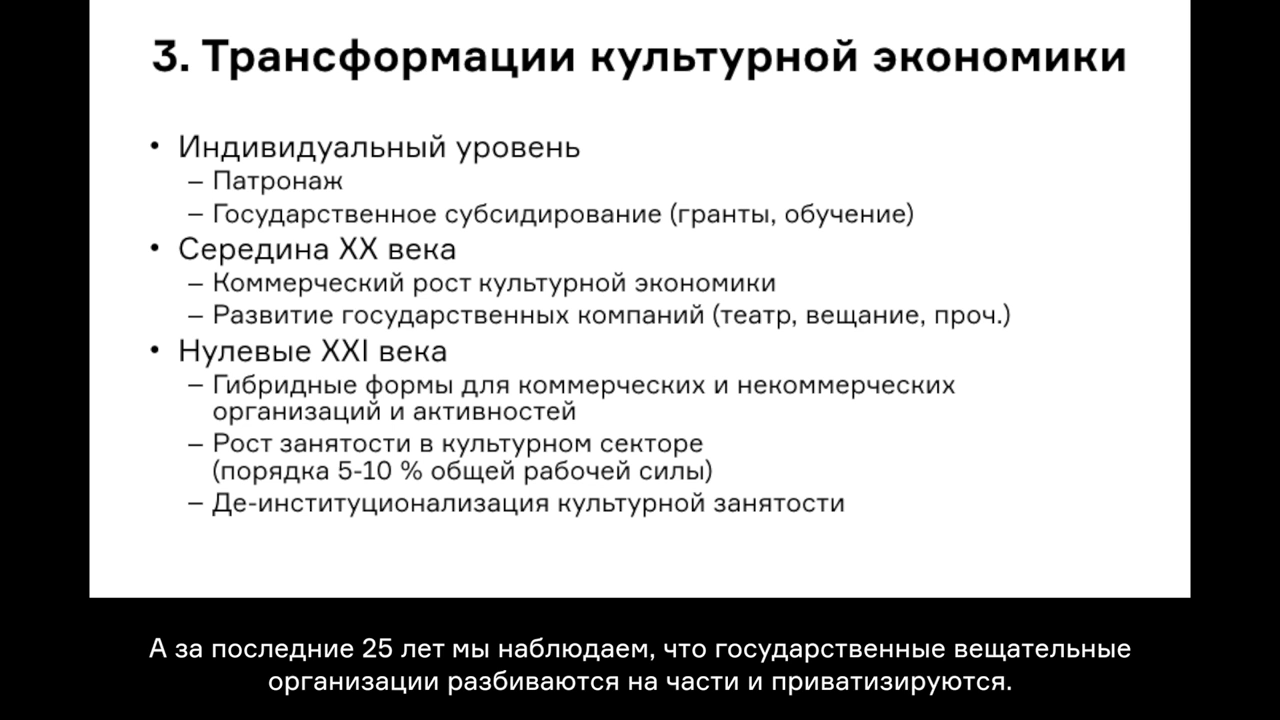 3. Трансформации культурной экономики
• Индивидуальный уровень
– Патронаж
– Государственное субсидирование (гранты, обучение)
• Середина XX века
– Коммерческий рост культурной экономики
– Развитие государственных компаний (театр, вещание, проч.)
• Нулевые XXI века
– Гибридные формы для коммерческих и некоммерческих
организаций и активностей
– Рост занятости в культурном секторе
(порядка 5-10 % общей рабочей силы)
– Де-институционализация культурной занятости
А за последние 25 лет мы наблюдаем, что государственные вещательные
организации разбиваются на части и приватизируются.